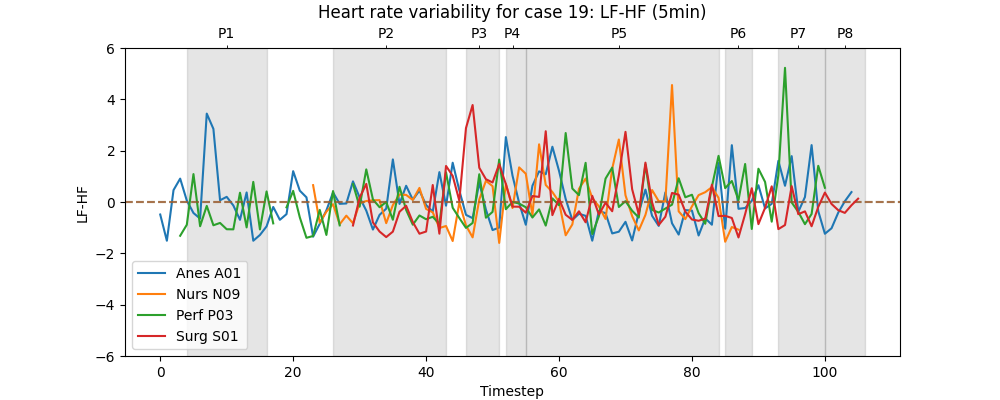 Heart rate variability for case 19: LF-HF (5min)
P1 P2 P3 P4 P5 P6 P7 P8
6
4
2
0
−2
−4
−6
LF-HF
Anes A01
Nurs N09
Perf P03
Surg S01
0 20 40 60 80 100
Timestep